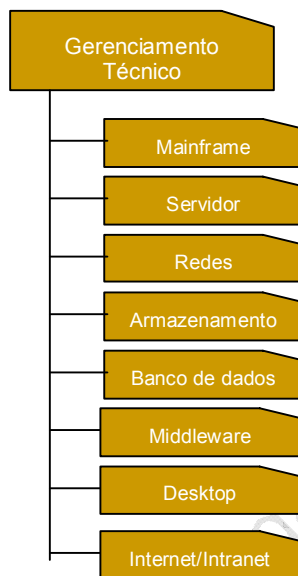 Gerenciamento
Técnico
Mainframe
Servidor
Redes
Armazenamento
Banco de dados
Middleware
Desktop
Internet/Intranet